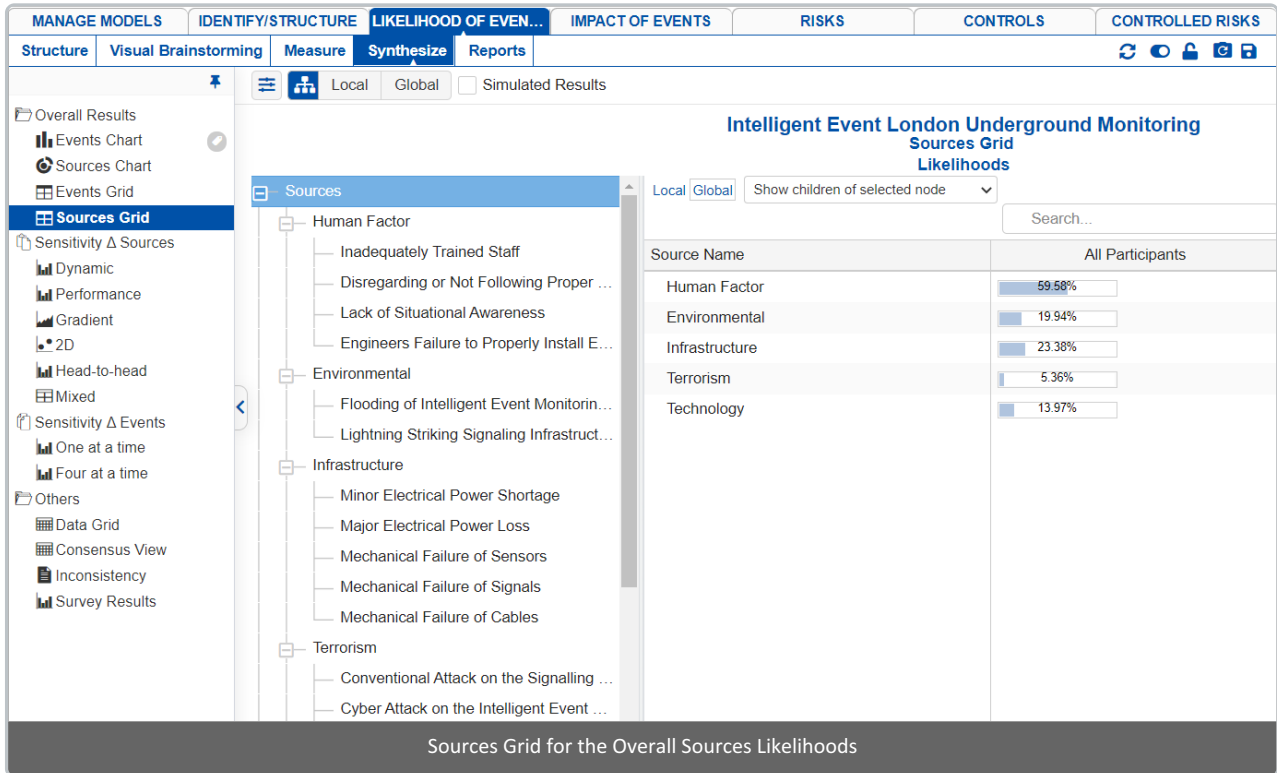 MANAGE MODELS
IDENTIFY/STRUCTURE
LIKELIHOOD OF EVEN...
IMPACT OF EVENTS
RISKS
CONTROLS
CONTROLLED RISKS
Structure
Visual Brainstorming
Measure
Synthesize
Reports
Local
Global
Simulated Results
Overall Results
Events Chart
Sources Chart
Events Grid
Sources Grid
Sensitivity Δ Sources
Dynamic
Performance
Gradient
2D
Head-to-head
Mixed
Sensitivity Δ Events
One at a time
Four at a time
Others
Data Grid
Consensus View
Inconsistency
Survey Results
Intelligent Event London Underground Monitoring
Sources Grid
Likelihoods
Sources
Human Factor
Inadequately Trained Staff
Disregarding or Not Following Proper ...
Lack of Situational Awareness
Engineers Failure to Properly Install E...
Environmental
Flooding of Intelligent Event Monitorin...
Lightning Striking Signaling Infrastruct...
Infrastructure
Minor Electrical Power Shortage
Major Electrical Power Loss
Mechanical Failure of Sensors
Mechanical Failure of Signals
Mechanical Failure of Cables
Terrorism
Conventional Attack on the Signalling ...
Cyber Attack on the Intelligent Event ...
Local Global Show children of selected node
Search...
Source Name All Participants
Human Factor 59.58%
Environmental 19.94%
Infrastructure 23.38%
Terrorism 5.36%
Technology 13.97%
Sources Grid for the Overall Sources Likelihoods